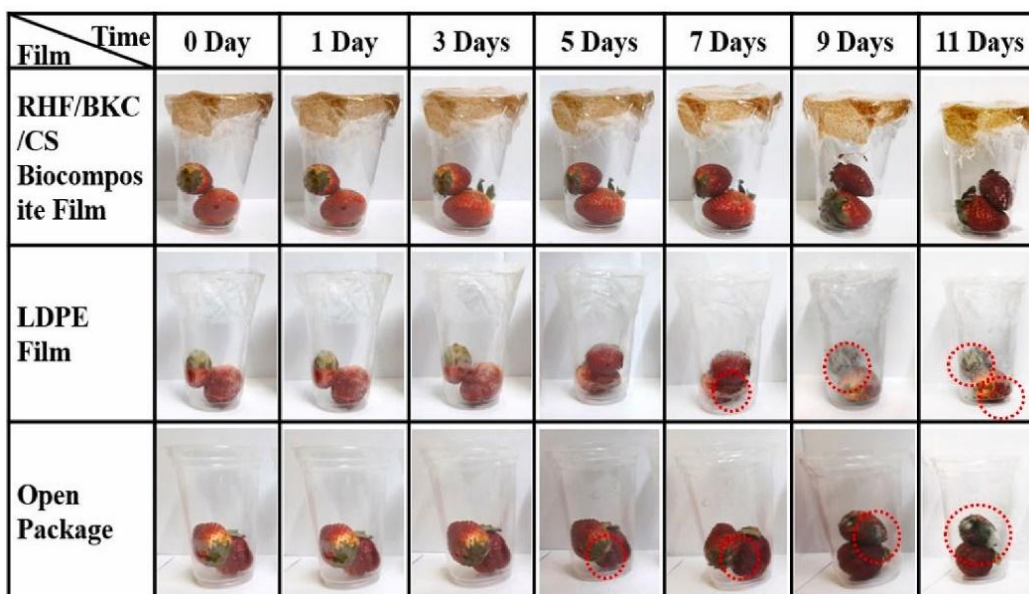 Time
Film
0 Day
1 Day
3 Days
5 Days
7 Days
9 Days
11 Days
RHF/BKC
/CS
Biocompos
ite Film
LDPE
Film
Open
Package